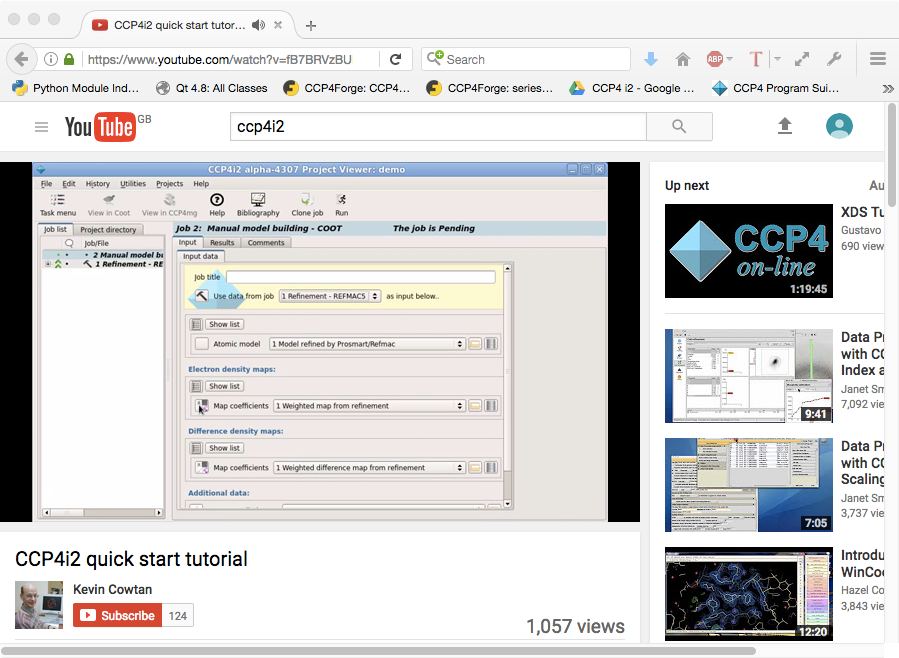 CCP4i2 quick start tutor...
https://www.youtube.com/watch?v=fB7BRVzBU
Search
ABP
T
Python Module Ind...
Qt 4.8: All Classes
CCP4Forge: CCP4...
CCP4Forge: series...
CCP4 i2 - Google ...
CCP4 Program Sui...
YouTube GB
ccp4i2
CCP4i2 alpha-4307 Project Viewer: demo
File Edit History Utilities Projects Help
Task menu View in Coot View in CCP4mg Help Bibliography Clone job Run
Job list Project directory
Job 2: Manual model building - COOT The job is Pending
Job/File
2 Manual model bu
1 Refinement - RE
Input Results Comments
Input data
Job title
Use data from job 1 Refinement - REFMAC5 as input below..
Show list
Atomic model 1 Model refined by Prosmart/Refmac
Electron density maps:
Show list
Map coefficients 1 Weighted map from refinement
Difference density maps:
Show list
Map coefficients 1 Weighted difference map from refinement
Additional data:
CCP4i2 quick start tutorial
Kevin Cowtan
Subscribe 124
1,057 views
Up next
Au
CCP4
on-line
1:19:45
XDS Tu
Gustavo
690 view
9:41
Data Pr
with CC
Index a
Janet Sm
7,092 vie
7:05
Data Pr
with CC
Scaling
Janet Sm
3,737 vie
12:20
Introdu
WinCoo
Hazel Co
3,843 vie